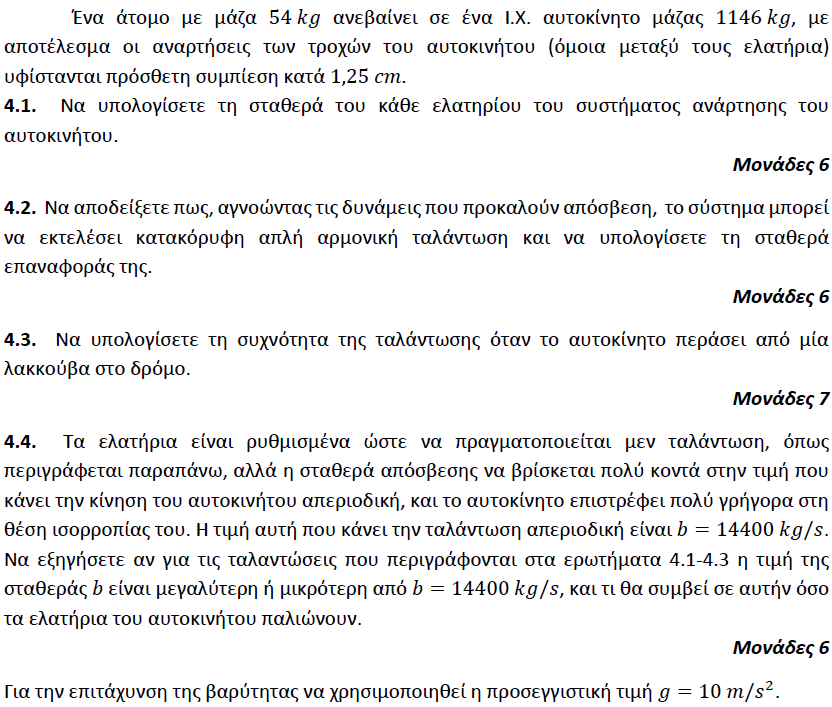 Ένα άτομο με μάζα 54 kg ανεβαίνει σε ένα Ι.Χ. αυτοκίνητο μάζας 1146 kg, με
αποτέλεσμα οι αναρτήσεις των τροχών του αυτοκινήτου (όμοια μεταξύ τους ελατήρια)
υφίστανται πρόσθετη συμπίεση κατά 1,25 cm.
4.1. Να υπολογίσετε τη σταθερά του κάθε ελατηρίου του συστήματος ανάρτησης του
αυτοκινήτου.
Μονάδες 6
4.2. Να αποδείξετε πως, αγνοώντας τις δυνάμεις που προκαλούν απόσβεση, το σύστημα μπορεί
να εκτελέσει κατακόρυφη απλή αρμονική ταλάντωση και να υπολογίσετε τη σταθερά
επαναφοράς της.
Μονάδες 6
4.3. Να υπολογίσετε τη συχνότητα της ταλάντωσης όταν το αυτοκίνητο περάσει από μία
λακκούβα στο δρόμο.
Μονάδες 7
4.4. Τα ελατήρια είναι ρυθμισμένα ώστε να πραγματοποιείται μεν ταλάντωση, όπως
περιγράφεται παραπάνω, αλλά η σταθερά απόσβεσης να βρίσκεται πολύ κοντά στην τιμή που
κάνει την κίνηση του αυτοκινήτου απεριοδική, και το αυτοκίνητο επιστρέφει πολύ γρήγορα στη
θέση ισορροπίας του. Η τιμή αυτή που κάνει την ταλάντωση απεριοδική είναι b = 14400 kg/s.
Να εξηγήσετε αν για τις ταλαντώσεις που περιγράφονται στα ερωτήματα 4.1-4.3 η τιμή της
σταθεράς b είναι μεγαλύτερη ή μικρότερη από b = 14400 kg/s, και τι θα συμβεί σε αυτήν όσο
τα ελατήρια του αυτοκινήτου παλιώνουν.
Μονάδες 6
Για την επιτάχυνση της βαρύτητας να χρησιμοποιηθεί η προσεγγιστική τιμή g = 10 m/s².